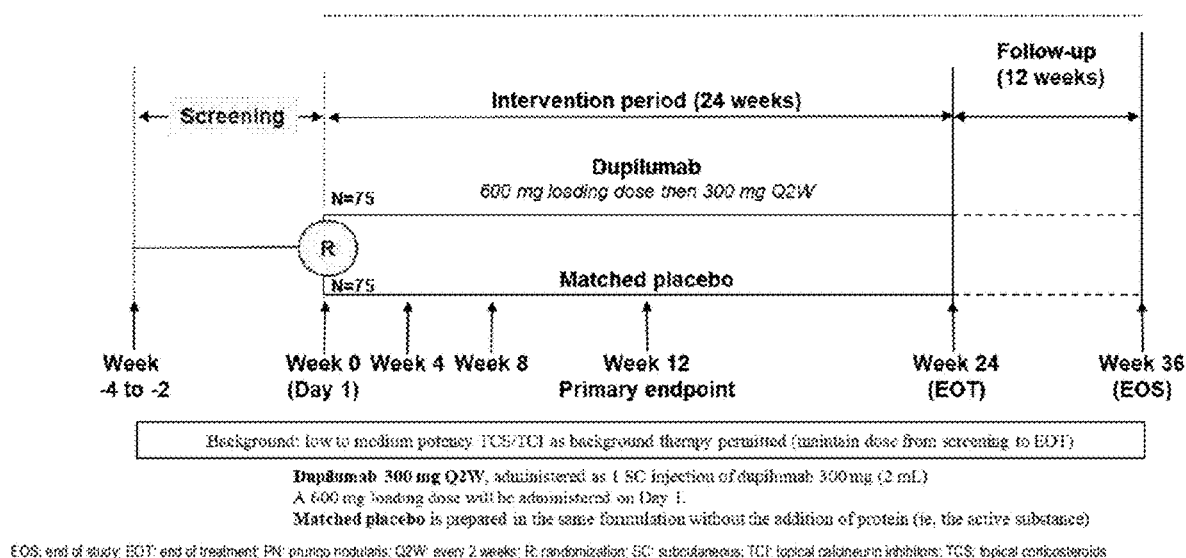 Follow-up
(12 weeks)
Screening
Intervention period (24 weeks)
Dupilumab
600 mg loading dose then 300 mg Q2W
N=75
R
N=75
Matched placebo
Week
-4 to -2
Week 0
(Day 1)
Week 4
Week 8
Week 12
Primary endpoint
Week 24
(EOT)
Week 36
(EOS)
Background: low to medium potency TCS/TCI as background therapy permitted (maintain dose from screening to EOT)
Dupilumab 300 mg Q2W, administered as 1 SC injection of dupilumab 300 mg (2 mL)
A 600 mg loading dose will be administered on Day 1.
Matched placebo is prepared in the same formulation without the addition of protein (ie, the active substance)
EOS: end of study; EOT: end of treatment; PN: prurigo nodularis; Q2W: every 2 weeks; R: randomization; SC: subcutaneous; TCI: topical calcineurin inhibitors; TCS: topical corticosteroids